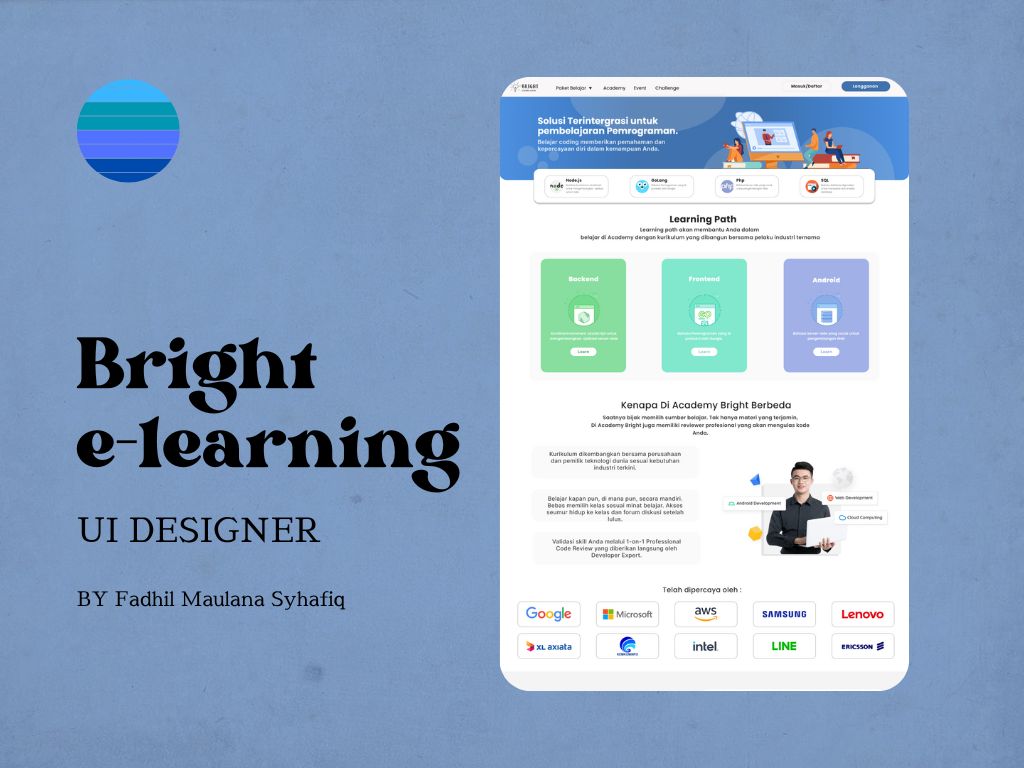 Bright
e-learning
UI DESIGNER
BY Fadhil Maulana Syhafiq
BRIGHT
Paket Belajar ▼
Academy
Event
Challenge
Masuk/Daftar
Langganan
Solusi Terintergrasi untuk
pembelajaran Pemrograman.
Belajar coding memberikan pemahaman dan
kepercayaan diri dalam kemampuan Anda.
node
Node.js
GoLang
php
Php
SQL
Learning Path
Learning path akan membantu Anda dalam
belajar di Academy dengan kurikulum yang dibangun bersama pelaku industri ternama
Backend
Learn
Frontend
Learn
Android
Learn
Kenapa Di Academy Bright Berbeda
Saatnya bijak memilih sumber belajar. Tak hanya materi yang terjamin,
Di Academy Bright juga memiliki reviewer profesional yang akan mengulas kode
Anda.
Kurikulum dikembangkan bersama perusahaan
dan pemilik teknologi dunia sesuai kebutuhan
industri terkini.
Belajar kapan pun, di mana pun, secara mandiri.
Bebas memilih kelas sesuai minat belajar. Akses
seumur hidup ke kelas dan forum diskusi setelah
lulus.
Validasi skill Anda melalui 1-on-1 Professional
Code Review yang diberikan langsung oleh
Developer Expert.
Android Development
Web Development
Cloud Computing
Telah dipercaya oleh :
Google
Microsoft
aws
SAMSUNG
Lenovo
XL axiata
KEMKOMINFO
intel.
LINE
ERICSSON